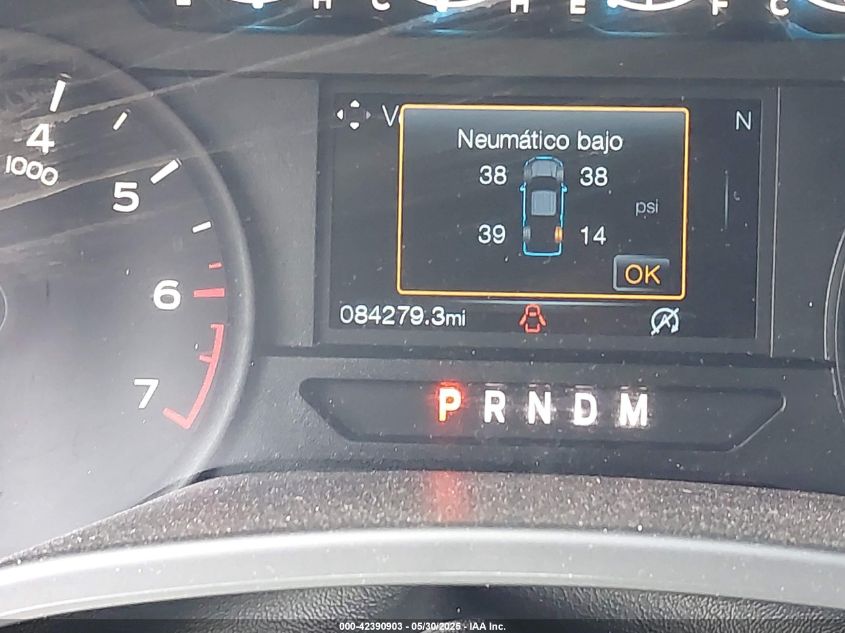 H C H E F C
V N
Neumático bajo
38 38
psi
39 14
OK
084279.3mi
4
1000
5
6
7
P R N D M
000-42390903 - 05/30/2026 - IAA Inc.